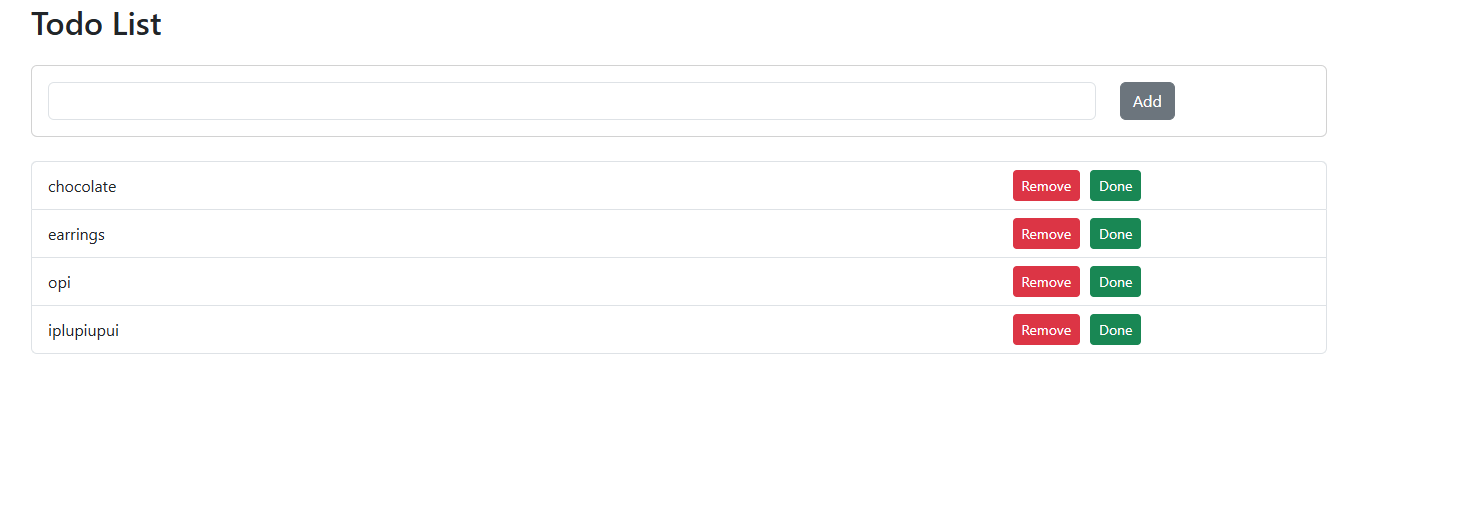 Todo List
Add
chocolate Remove Done
earrings Remove Done
opi Remove Done
iplupiupui Remove Done